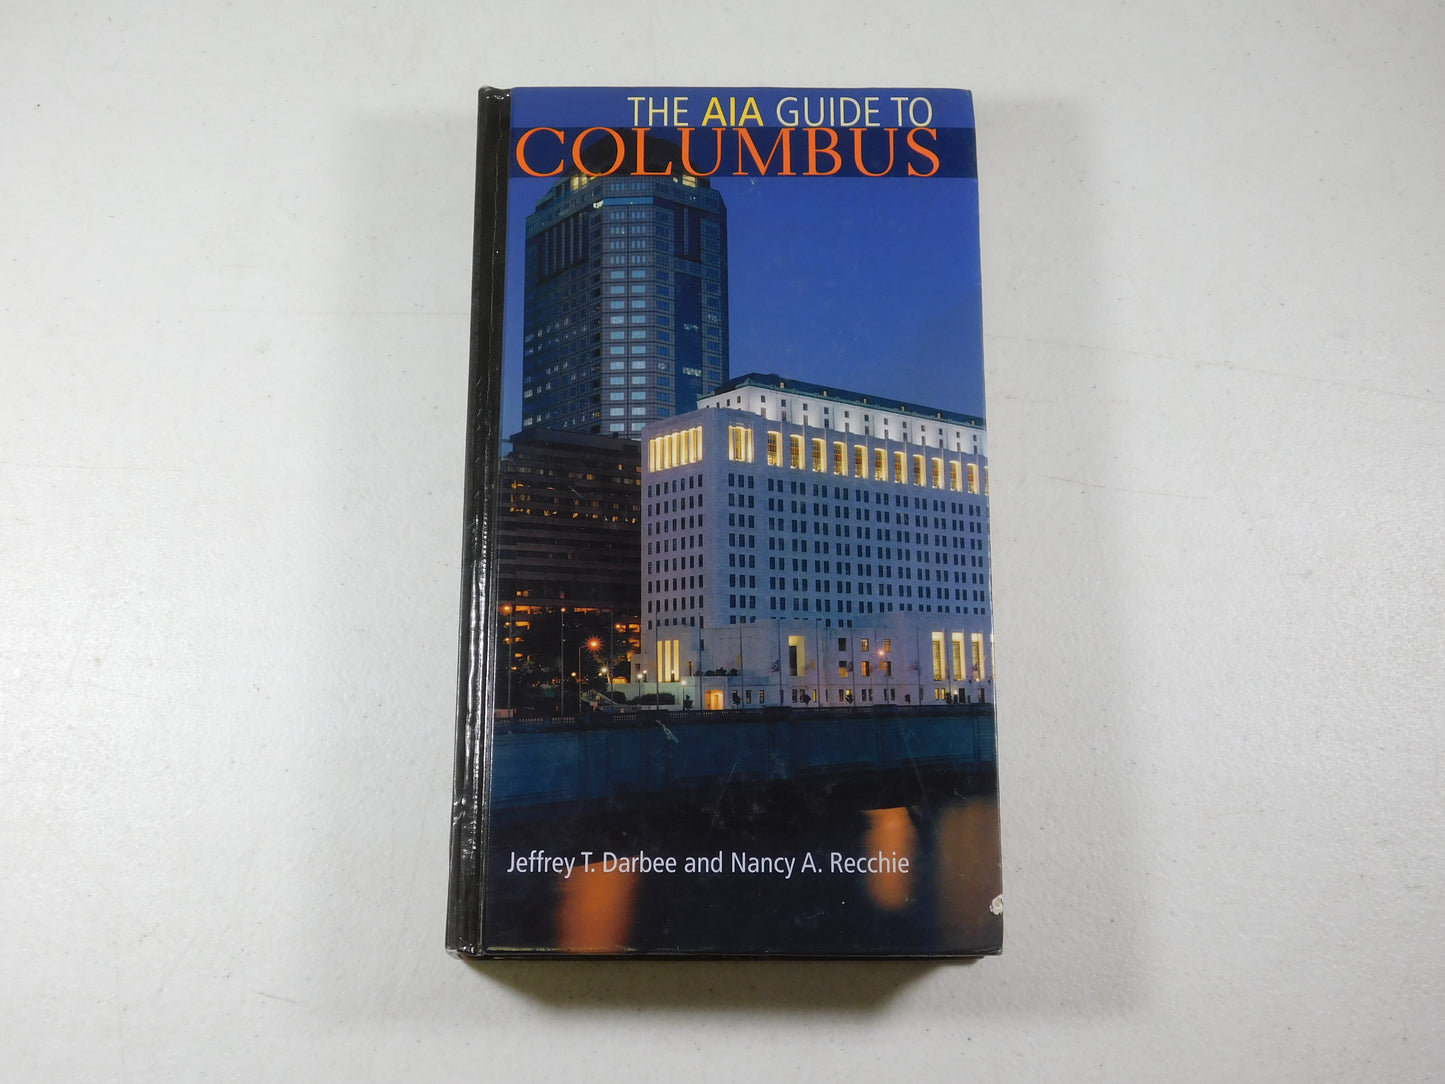 THE AIA GUIDE TO
COLUMBUS
Jeffrey T. Darbee and Nancy A. Recchie